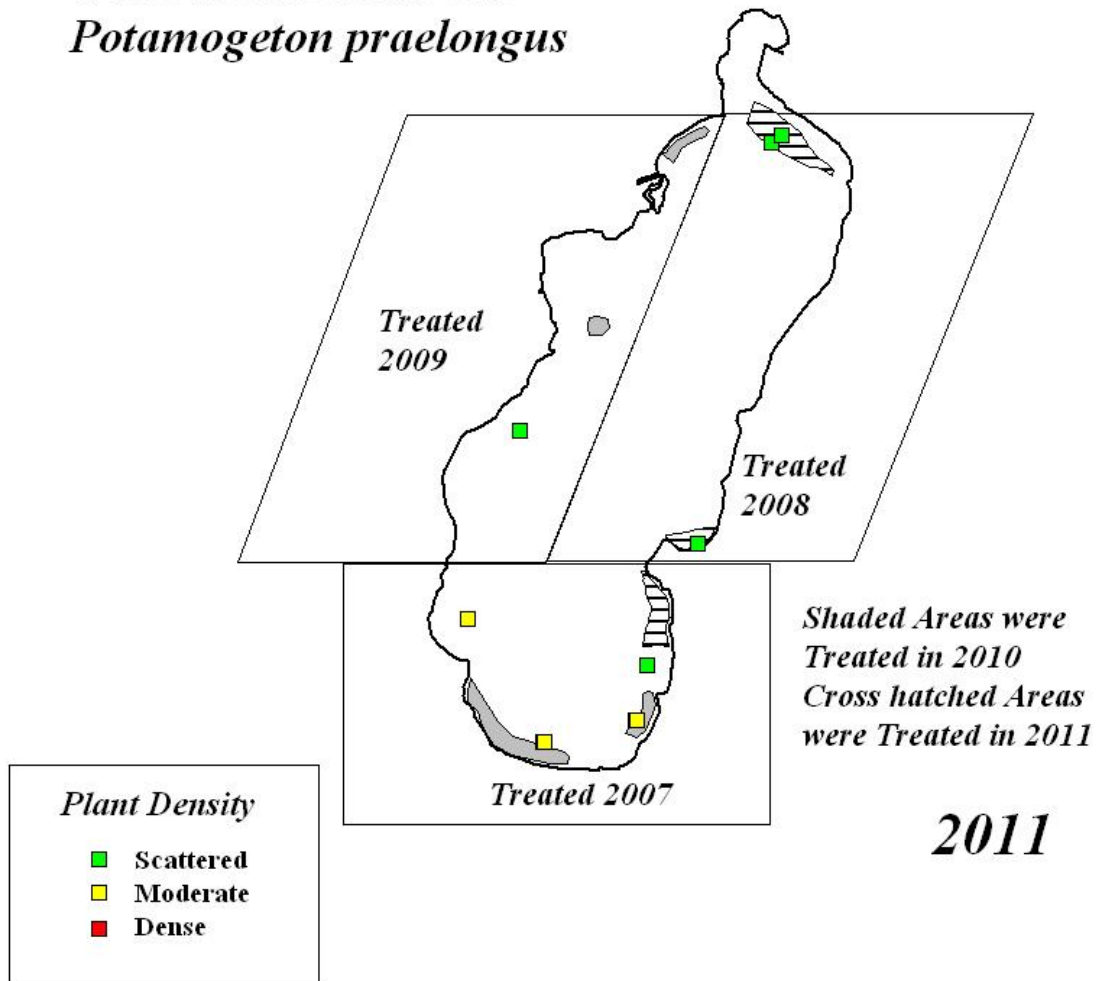 Potamogeton praelongus
Treated
2009
Treated
2008
Shaded Areas were
Treated in 2010
Cross hatched Areas
were Treated in 2011
Treated 2007
Plant Density
Scattered
Moderate
Dense
2011